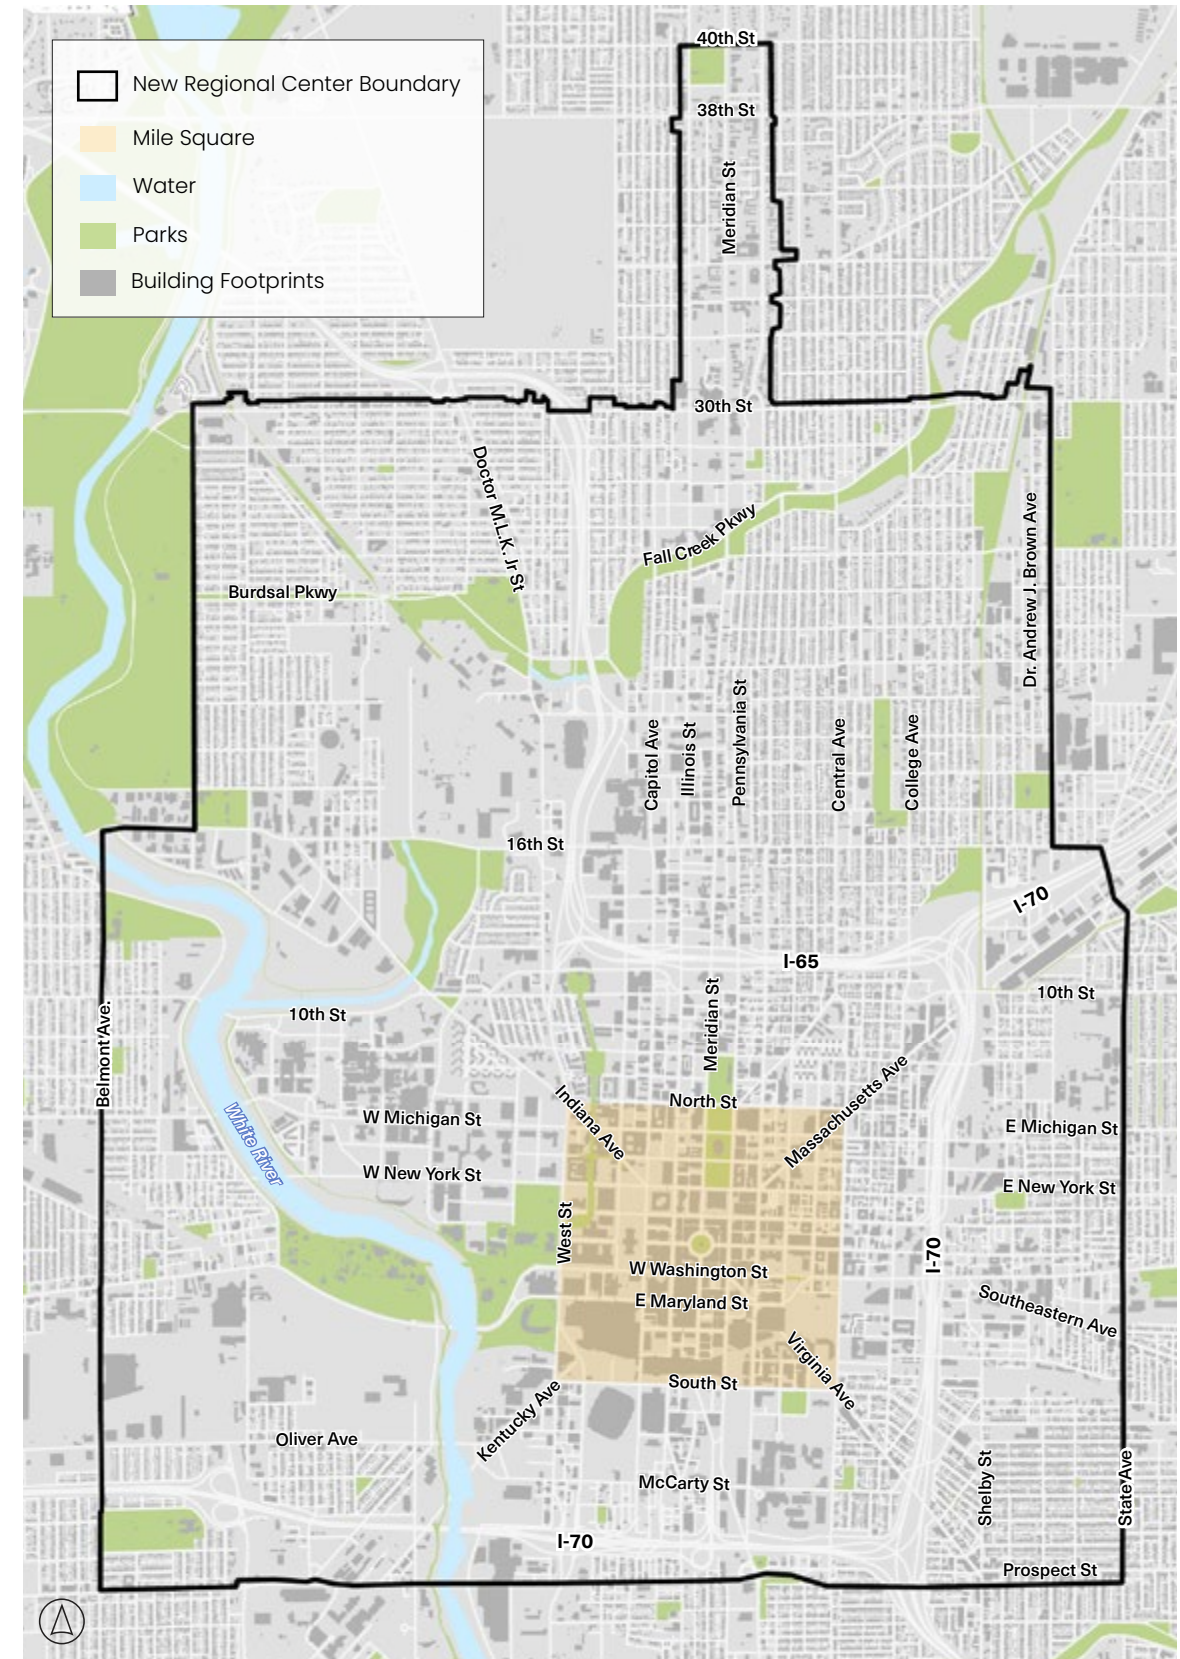 40th St
New Regional Center Boundary
Mile Square
Water
Parks
Building Footprints
38th St
Meridian St
30th St
Doctor M.L.K. Jr St
Fall Creek Pkwy
Dr. Andrew J. Brown Ave
Burdsal Pkwy
Capitol Ave
Illinois St
Pennsylvania St
Central Ave
College Ave
16th St
I-70
I-65
10th St
10th St
Meridian St
Belmont Ave.
White River
W Michigan St
Indiana Ave
North St
Massachusetts Ave
E Michigan St
W New York St
E New York St
West St
I-70
W Washington St
E Maryland St
Southeastern Ave
Virginia Ave
South St
Kentucky Ave
Oliver Ave
McCarty St
Shelby St
State Ave
I-70
Prospect St